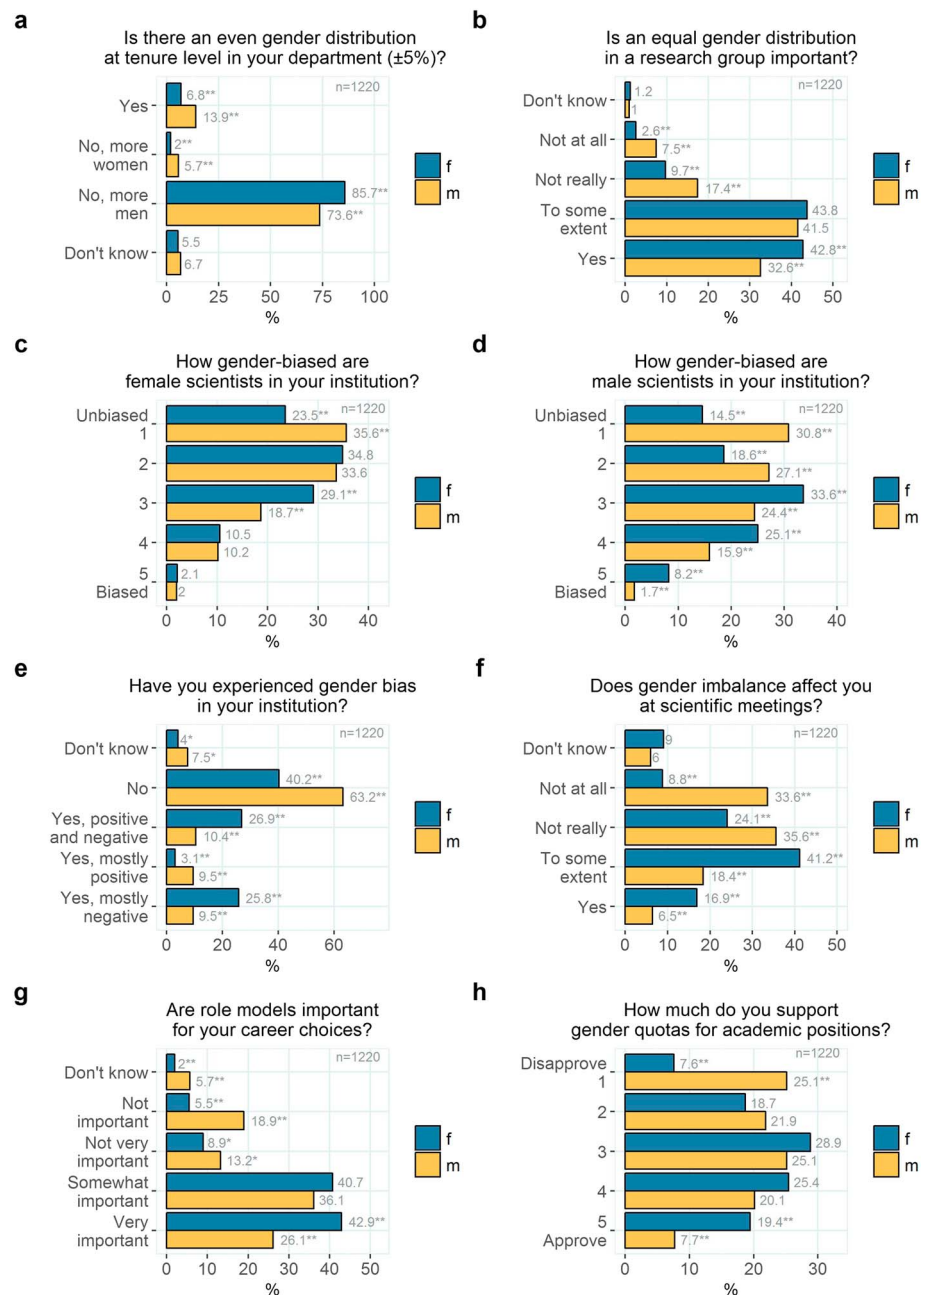 a
Is there an even gender distribution
at tenure level in your department (±5%)?
n=1220
Yes
6.8**
13.9**
No, more
women
2**
5.7**
No, more
men
85.7**
73.6**
Don't know
5.5
6.7
0 25 50 75 100
%
f
m
b
Is an equal gender distribution
in a research group important?
n=1220
Don't know
1.2
1
Not at all
2.6**
7.5**
Not really
9.7**
17.4**
To some
extent
43.8
41.5
Yes
42.8**
32.6**
0 10 20 30 40 50
%
f
m
c
How gender-biased are
female scientists in your institution?
n=1220
Unbiased
1
23.5**
35.6**
2
34.8
33.6
3
29.1**
18.7**
4
10.5
10.2
5
Biased
2.1
2
0 10 20 30 40
%
f
m
d
How gender-biased are
male scientists in your institution?
n=1220
Unbiased
1
14.5**
30.8**
2
18.6**
27.1**
3
33.6**
24.4**
4
25.1**
15.9**
5
Biased
8.2**
1.7**
0 10 20 30 40
%
f
m
e
Have you experienced gender bias
in your institution?
n=1220
Don't know
4*
7.5*
No
40.2**
63.2**
Yes, positive
and negative
26.9**
10.4**
Yes, mostly
positive
3.1**
9.5**
Yes, mostly
negative
25.8**
9.5**
0 20 40 60
%
f
m
f
Does gender imbalance affect you
at scientific meetings?
n=1220
Don't know
9
6
Not at all
8.8**
33.6**
Not really
24.1**
35.6**
To some
extent
41.2**
18.4**
Yes
16.9**
6.5**
0 10 20 30 40 50
%
f
m
g
Are role models important
for your career choices?
n=1220
Don't know
2**
5.7**
Not
important
5.5**
18.9**
Not very
important
8.9*
13.2*
Somewhat
important
40.7
36.1
Very
important
42.9**
26.1**
0 10 20 30 40 50
%
f
m
h
How much do you support
gender quotas for academic positions?
n=1220
Disapprove
1
7.6**
25.1**
2
18.7
21.9
3
28.9
25.1
4
25.4
20.1
5
Approve
19.4**
7.7**
0 10 20 30
%
f
m